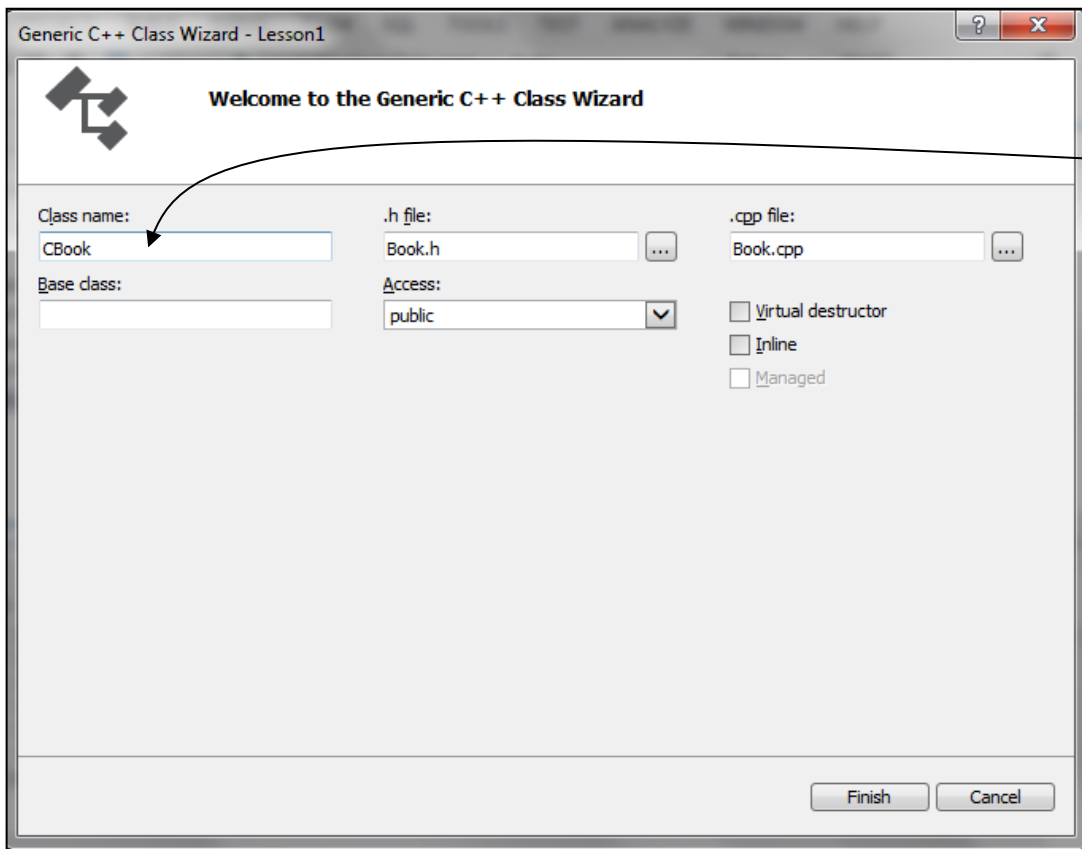 Generic C++ Class Wizard - Lesson1
Welcome to the Generic C++ Class Wizard
Class name:
.h file:
.cpp file:
CBook
Book.h
...
Book.cpp
...
Base class:
Access:
public
Virtual destructor
Inline
Managed
Finish
Cancel